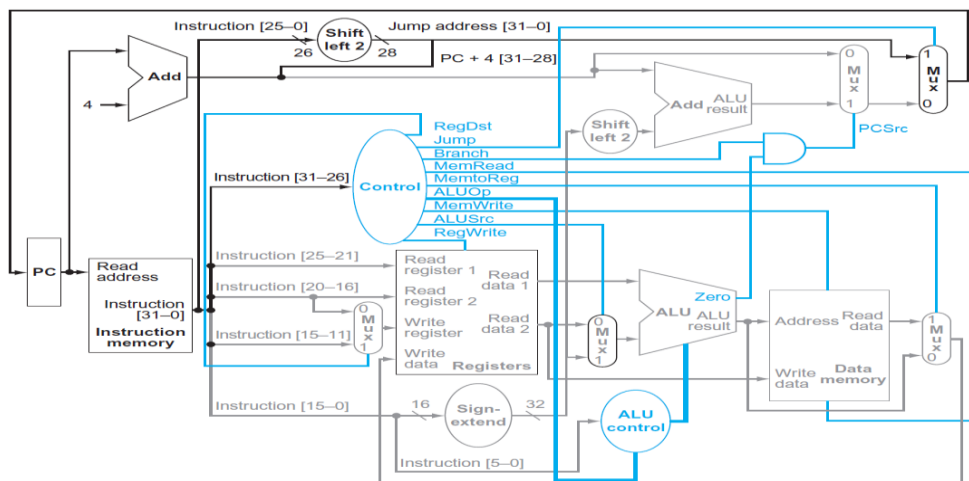 Instruction [25–0]
Shift
left 2
Jump address [31–0]
26
28
PC + 4 [31–28]
Add
4
Add
ALU
result
Shift
left 2
0
Mux
1
1
Mux
0
PCSrc
RegDst
Jump
Branch
MemRead
MemtoReg
ALUOp
MemWrite
ALUSrc
RegWrite
Instruction [31–26]
Control
PC
Read
address
Instruction
[31–0]
Instruction
memory
Instruction [25–21]
Instruction [20–16]
Instruction [15–11]
Instruction [15–0]
0
Mux
1
Read
register 1
Read
register 2
Write
register
Write
data
Read
data 1
Read
data 2
Registers
0
Mux
1
Zero
ALU
ALU
result
Address
Read
data
Write
data
Data
memory
1
Mux
0
16
Sign-
extend
32
ALU
control
Instruction [5–0]